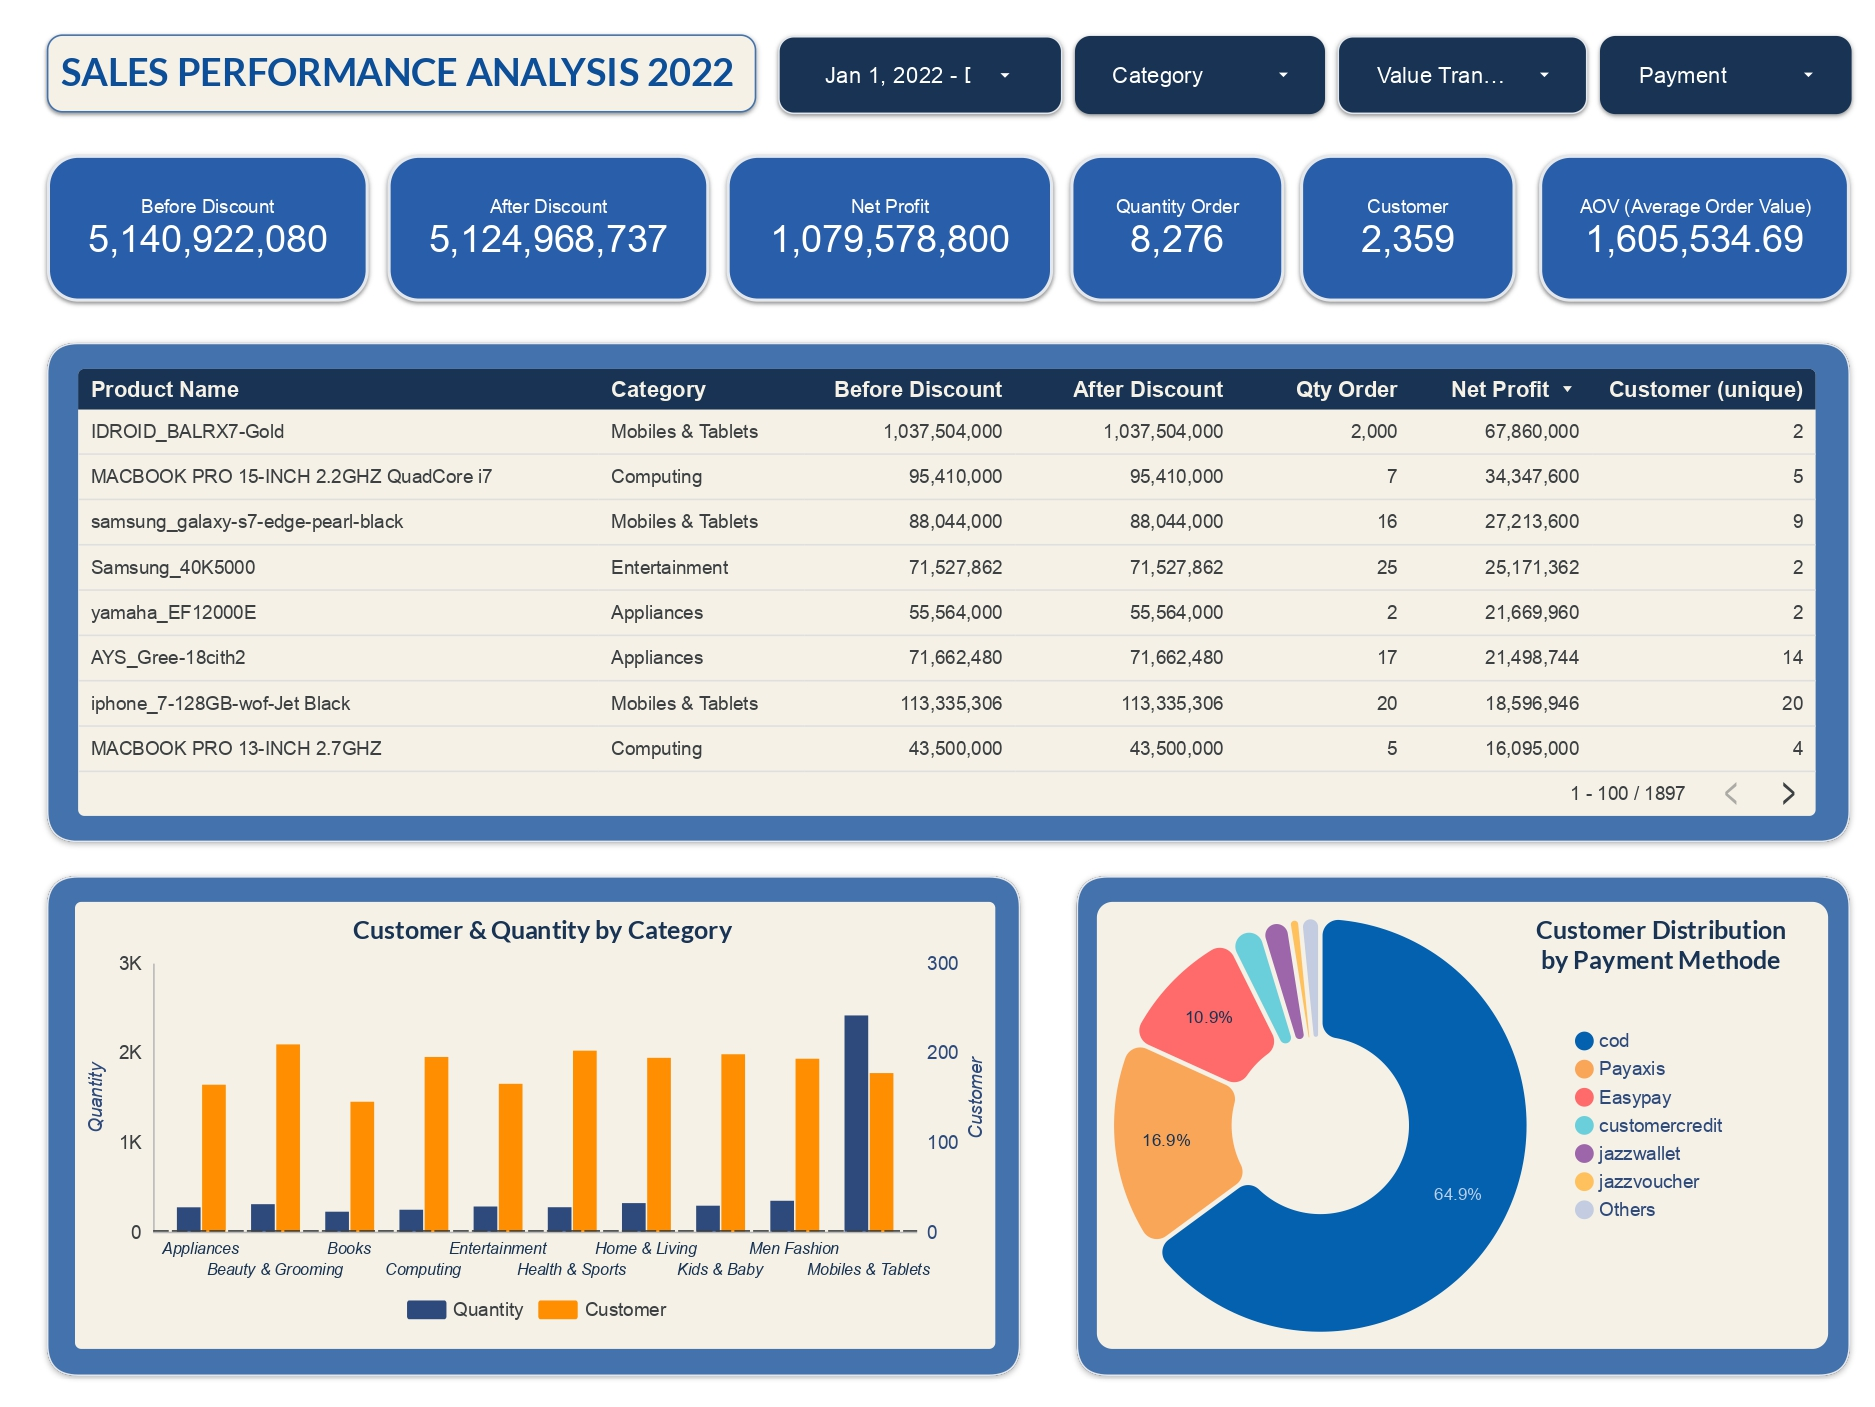 SALES PERFORMANCE ANALYSIS 2022
Jan 1, 2022 - D
Category
Value Tran...
Payment
Before Discount
5,140,922,080
After Discount
5,124,968,737
Net Profit
1,079,578,800
Quantity Order
8,276
Customer
2,359
AOV (Average Order Value)
1,605,534.69
Product Name Category Before Discount After Discount Qty Order Net Profit Customer (unique)
IDROID_BALRX7-Gold Mobiles & Tablets 1,037,504,000 1,037,504,000 2,000 67,860,000 2
MACBOOK PRO 15-INCH 2.2GHZ QuadCore i7 Computing 95,410,000 95,410,000 7 34,347,600 5
samsung_galaxy-s7-edge-pearl-black Mobiles & Tablets 88,044,000 88,044,000 16 27,213,600 9
Samsung_40K5000 Entertainment 71,527,862 71,527,862 25 25,171,362 2
yamaha_EF12000E Appliances 55,564,000 55,564,000 2 21,669,960 2
AYS_Gree-18cith2 Appliances 71,662,480 71,662,480 17 21,498,744 14
iphone_7-128GB-wof-Jet Black Mobiles & Tablets 113,335,306 113,335,306 20 18,596,946 20
MACBOOK PRO 13-INCH 2.7GHZ Computing 43,500,000 43,500,000 5 16,095,000 4
1 - 100 / 1897
Customer & Quantity by Category
3K 300
2K 200
1K 100
0 0
Quantity
Customer
Appliances Books Entertainment Home & Living Men Fashion
Beauty & Grooming Computing Health & Sports Kids & Baby Mobiles & Tablets
Quantity Customer
Customer Distribution
by Payment Methode
10.9%
16.9%
64.9%
cod
Payaxis
Easypay
customercredit
jazzwallet
jazzvoucher
Others